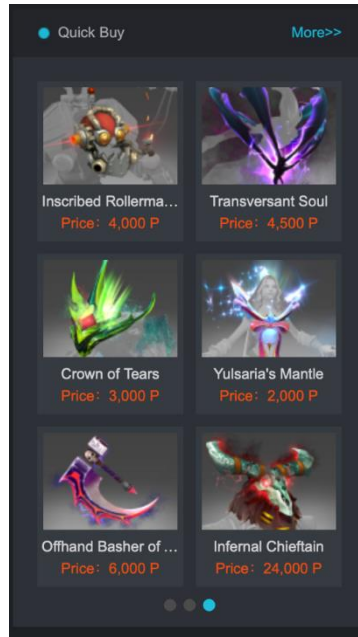 Quick Buy More>>
Inscribed Rollerma... Transversant Soul
Price：4,000 P Price：4,500 P
Crown of Tears Yulsaria's Mantle
Price：3,000 P Price：2,000 P
Offhand Basher of ... Infernal Chieftain
Price：6,000 P Price：24,000 P